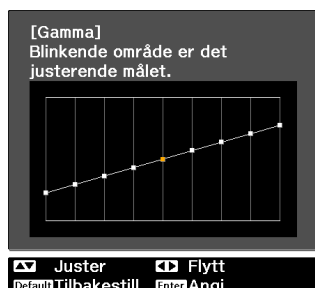 [Gamma]
Blinkende område er det
justerende målet.
Juster Flytt
Default Tilbakestill Enter Angi